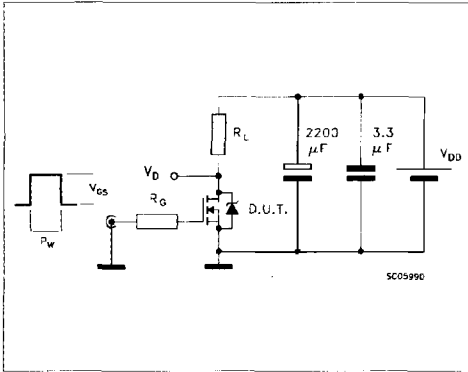 R_L
2200 µF
3.3 µF
V_DD
V_D
V_GS
R_G
D.U.T.
P_W
SC05990